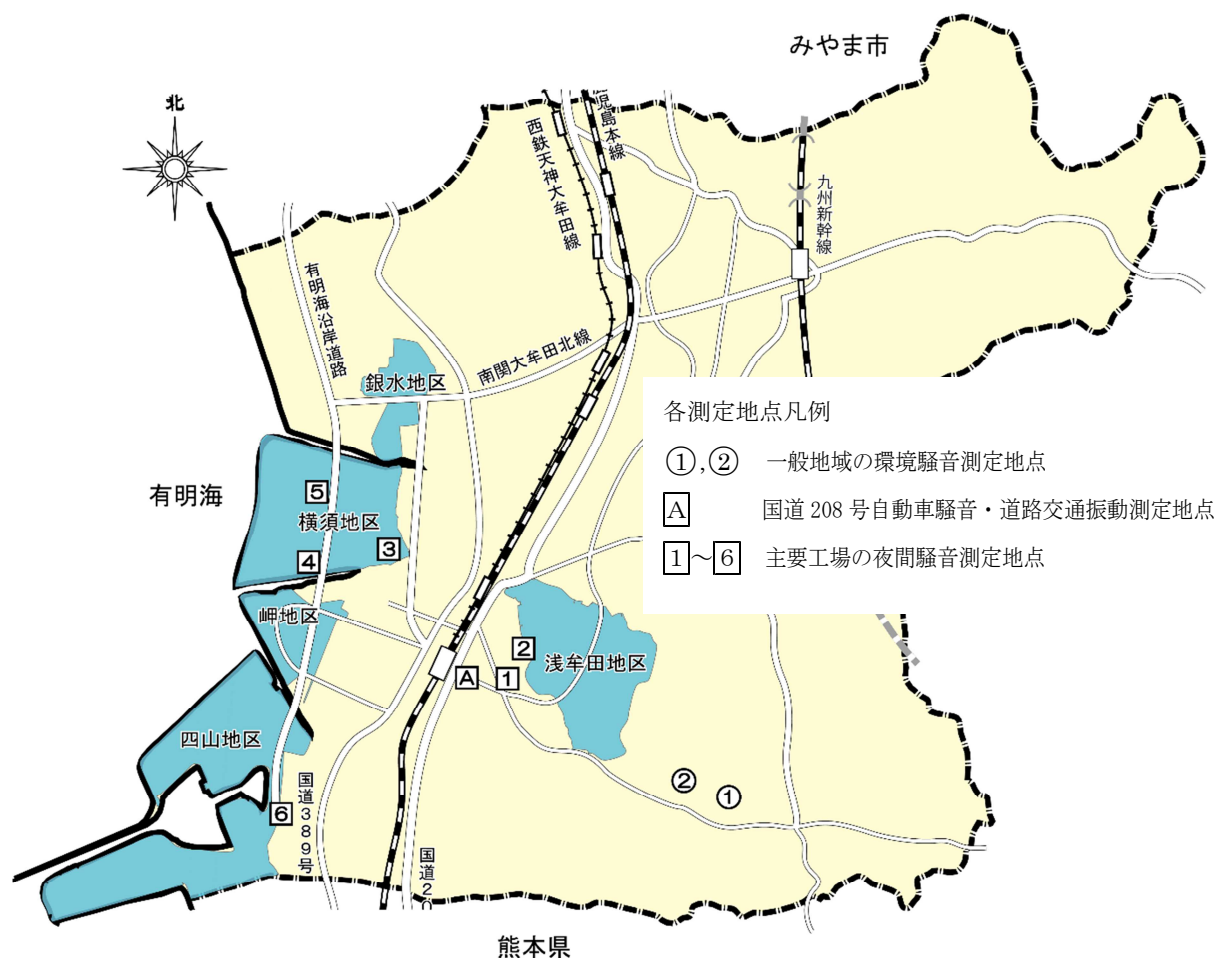 みやま市
北
西鉄天神大牟田線
鹿児島本線
九州新幹線
有明海沿岸道路
銀水地区
南関大牟田北線
各測定地点凡例
①,② 一般地域の環境騒音測定地点
A 国道208号自動車騒音・道路交通振動測定地点
1~6 主要工場の夜間騒音測定地点
有明海
5
横須地区
4
3
岬地区
2
浅牟田地区
A
1
四山地区
②
①
6
国道389号
国道20
熊本県